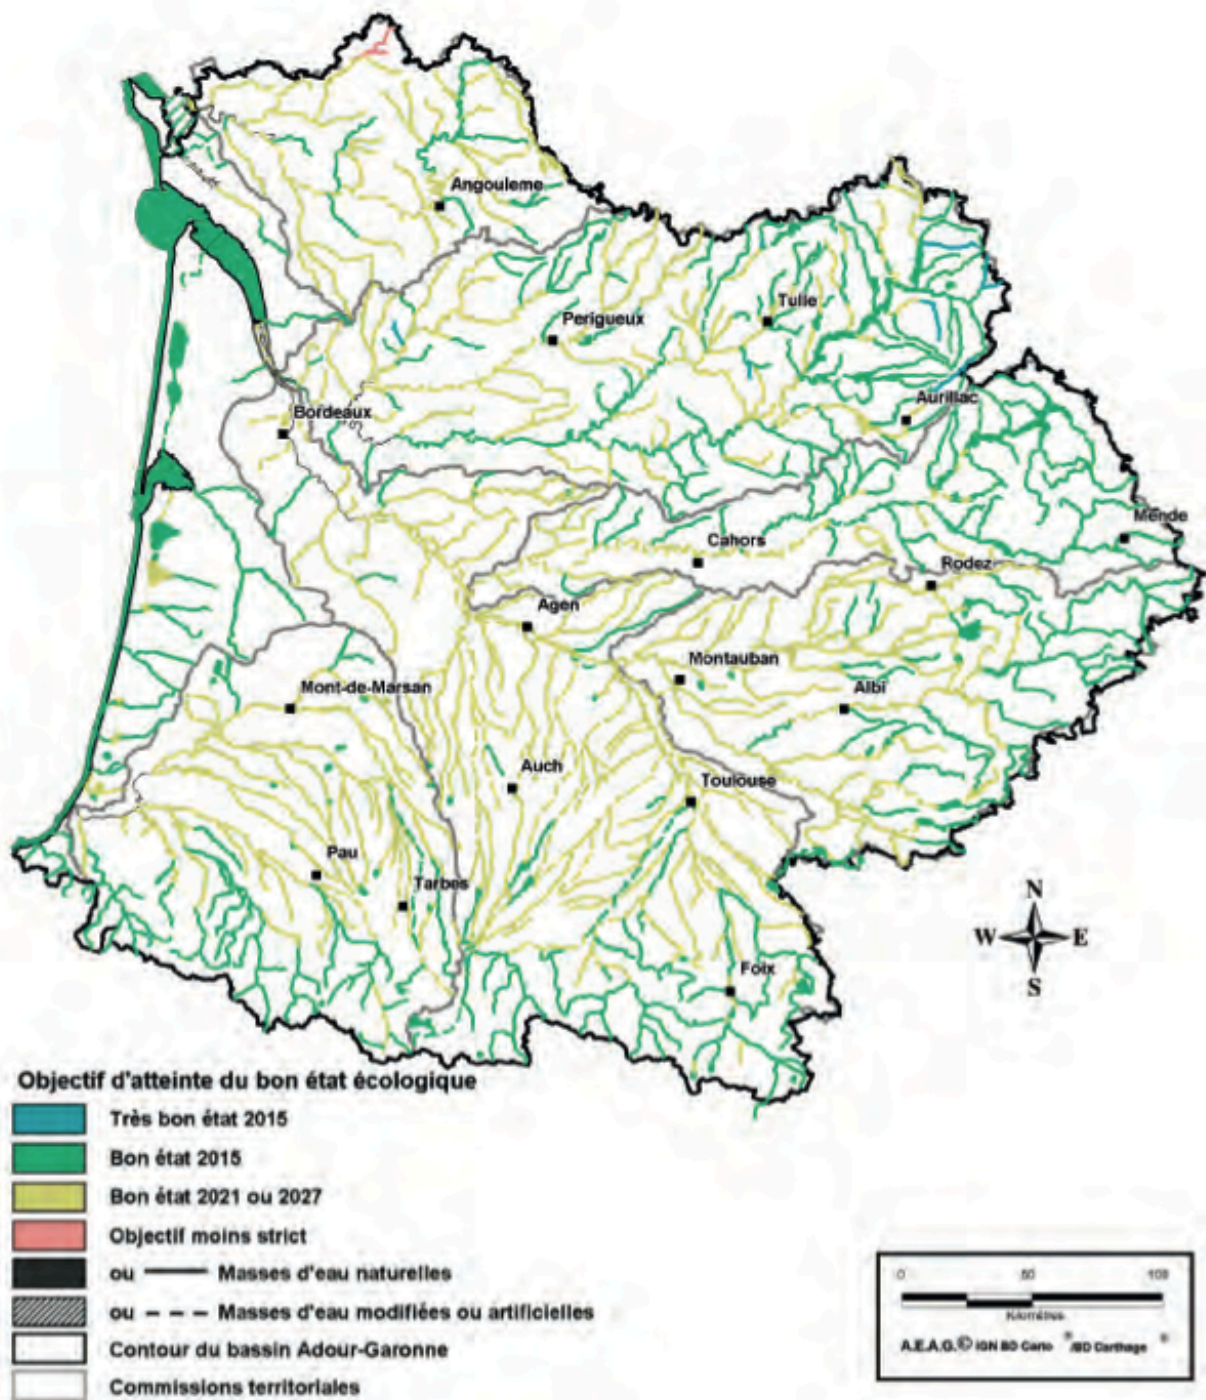 Angouleme
Tulle
Perigueux
Aurillac
Bordeaux
Mende
Cahors
Rodez
Agen
Montauban
Mont-de-Marsan
Albi
Auch
Toulouse
Pau
Tarbes
Foix
N
W E
S
Objectif d'atteinte du bon état écologique
Très bon état 2015
Bon état 2015
Bon état 2021 ou 2027
Objectif moins strict
ou Masses d'eau naturelles
ou Masses d'eau modifiées ou artificielles
Contour du bassin Adour-Garonne
Commissions territoriales
0 50 100
Kilomètres
A.E.A.G.© IGN BD Carto ® /BD Carthage ®